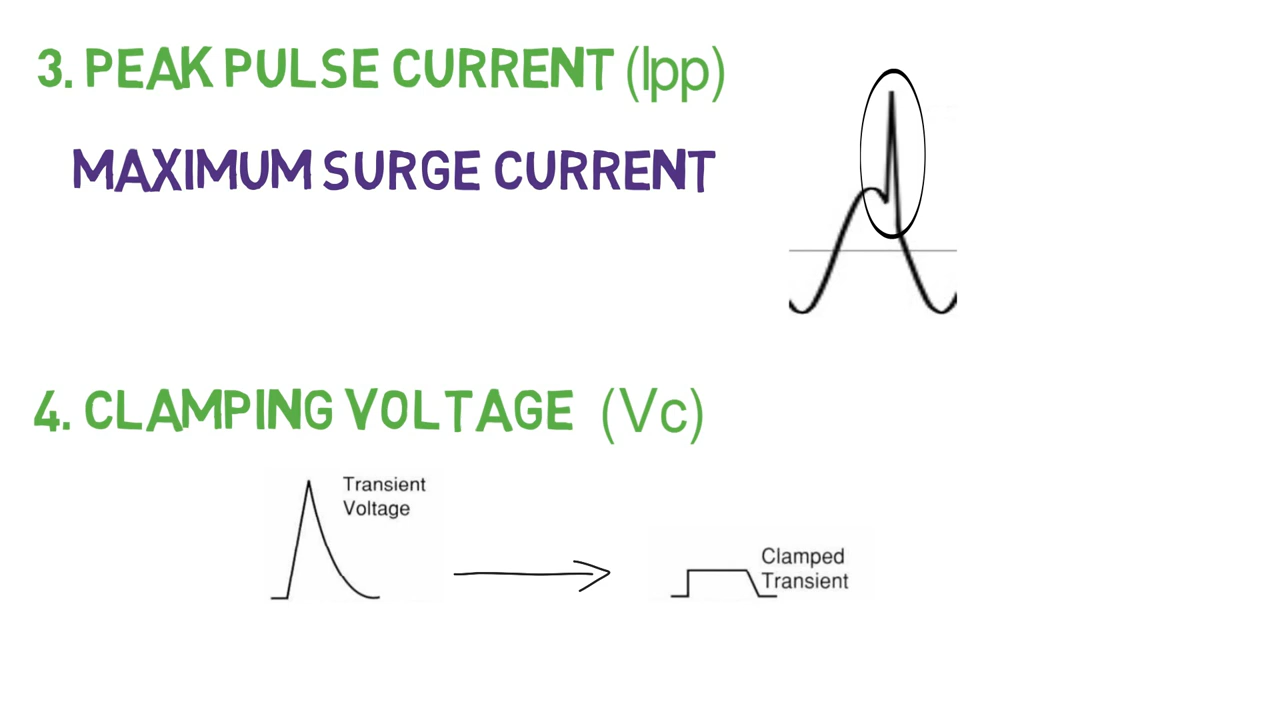 3. PEAK PULSE CURRENT (Ipp)
MAXIMUM SURGE CURRENT
4. CLAMPING VOLTAGE (Vc)
Transient
Voltage
Clamped
Transient